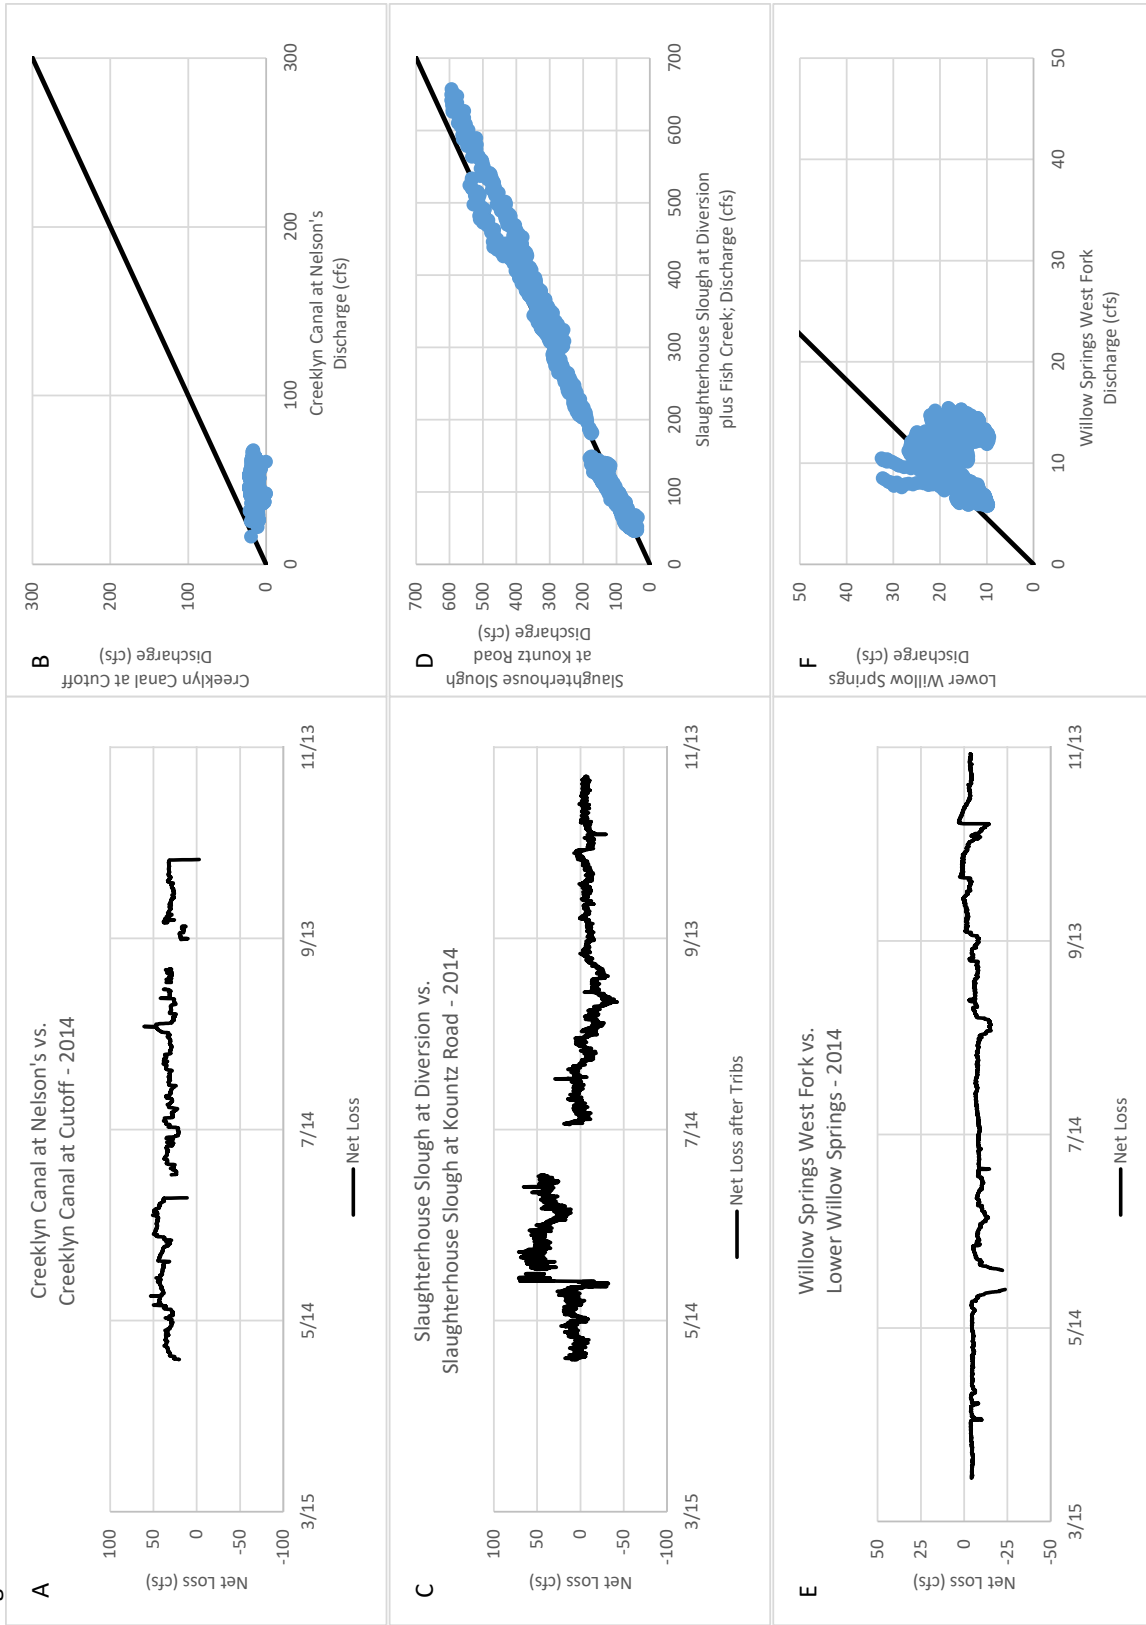 A
Creeklyn Canal at Nelson's vs.
Creeklyn Canal at Cutoff - 2014
Net Loss (cfs)
100
50
0
-50
-100
3/15
5/14
7/14
9/13
11/13
Net Loss
B
Creeklyn Canal at Cutoff
Discharge (cfs)
300
200
100
0
0
100
200
300
Creeklyn Canal at Nelson's
Discharge (cfs)
C
Slaughterhouse Slough at Diversion vs.
Slaughterhouse Slough at Kountz Road - 2014
Net Loss (cfs)
100
50
0
-50
-100
3/15
5/14
7/14
9/13
11/13
Net Loss after Tribs
D
Slaughterhouse Slough
at Kountz Road
Discharge (cfs)
700
600
500
400
300
200
100
0
0
100
200
300
400
500
600
700
Slaughterhouse Slough at Diversion
plus Fish Creek; Discharge (cfs)
E
Willow Springs West Fork vs.
Lower Willow Springs - 2014
Net Loss (cfs)
50
25
0
-25
-50
3/15
5/14
7/14
9/13
11/13
Net Loss
F
Lower Willow Springs
Discharge (cfs)
50
40
30
20
10
0
0
10
20
30
40
50
Willow Springs West Fork
Discharge (cfs)